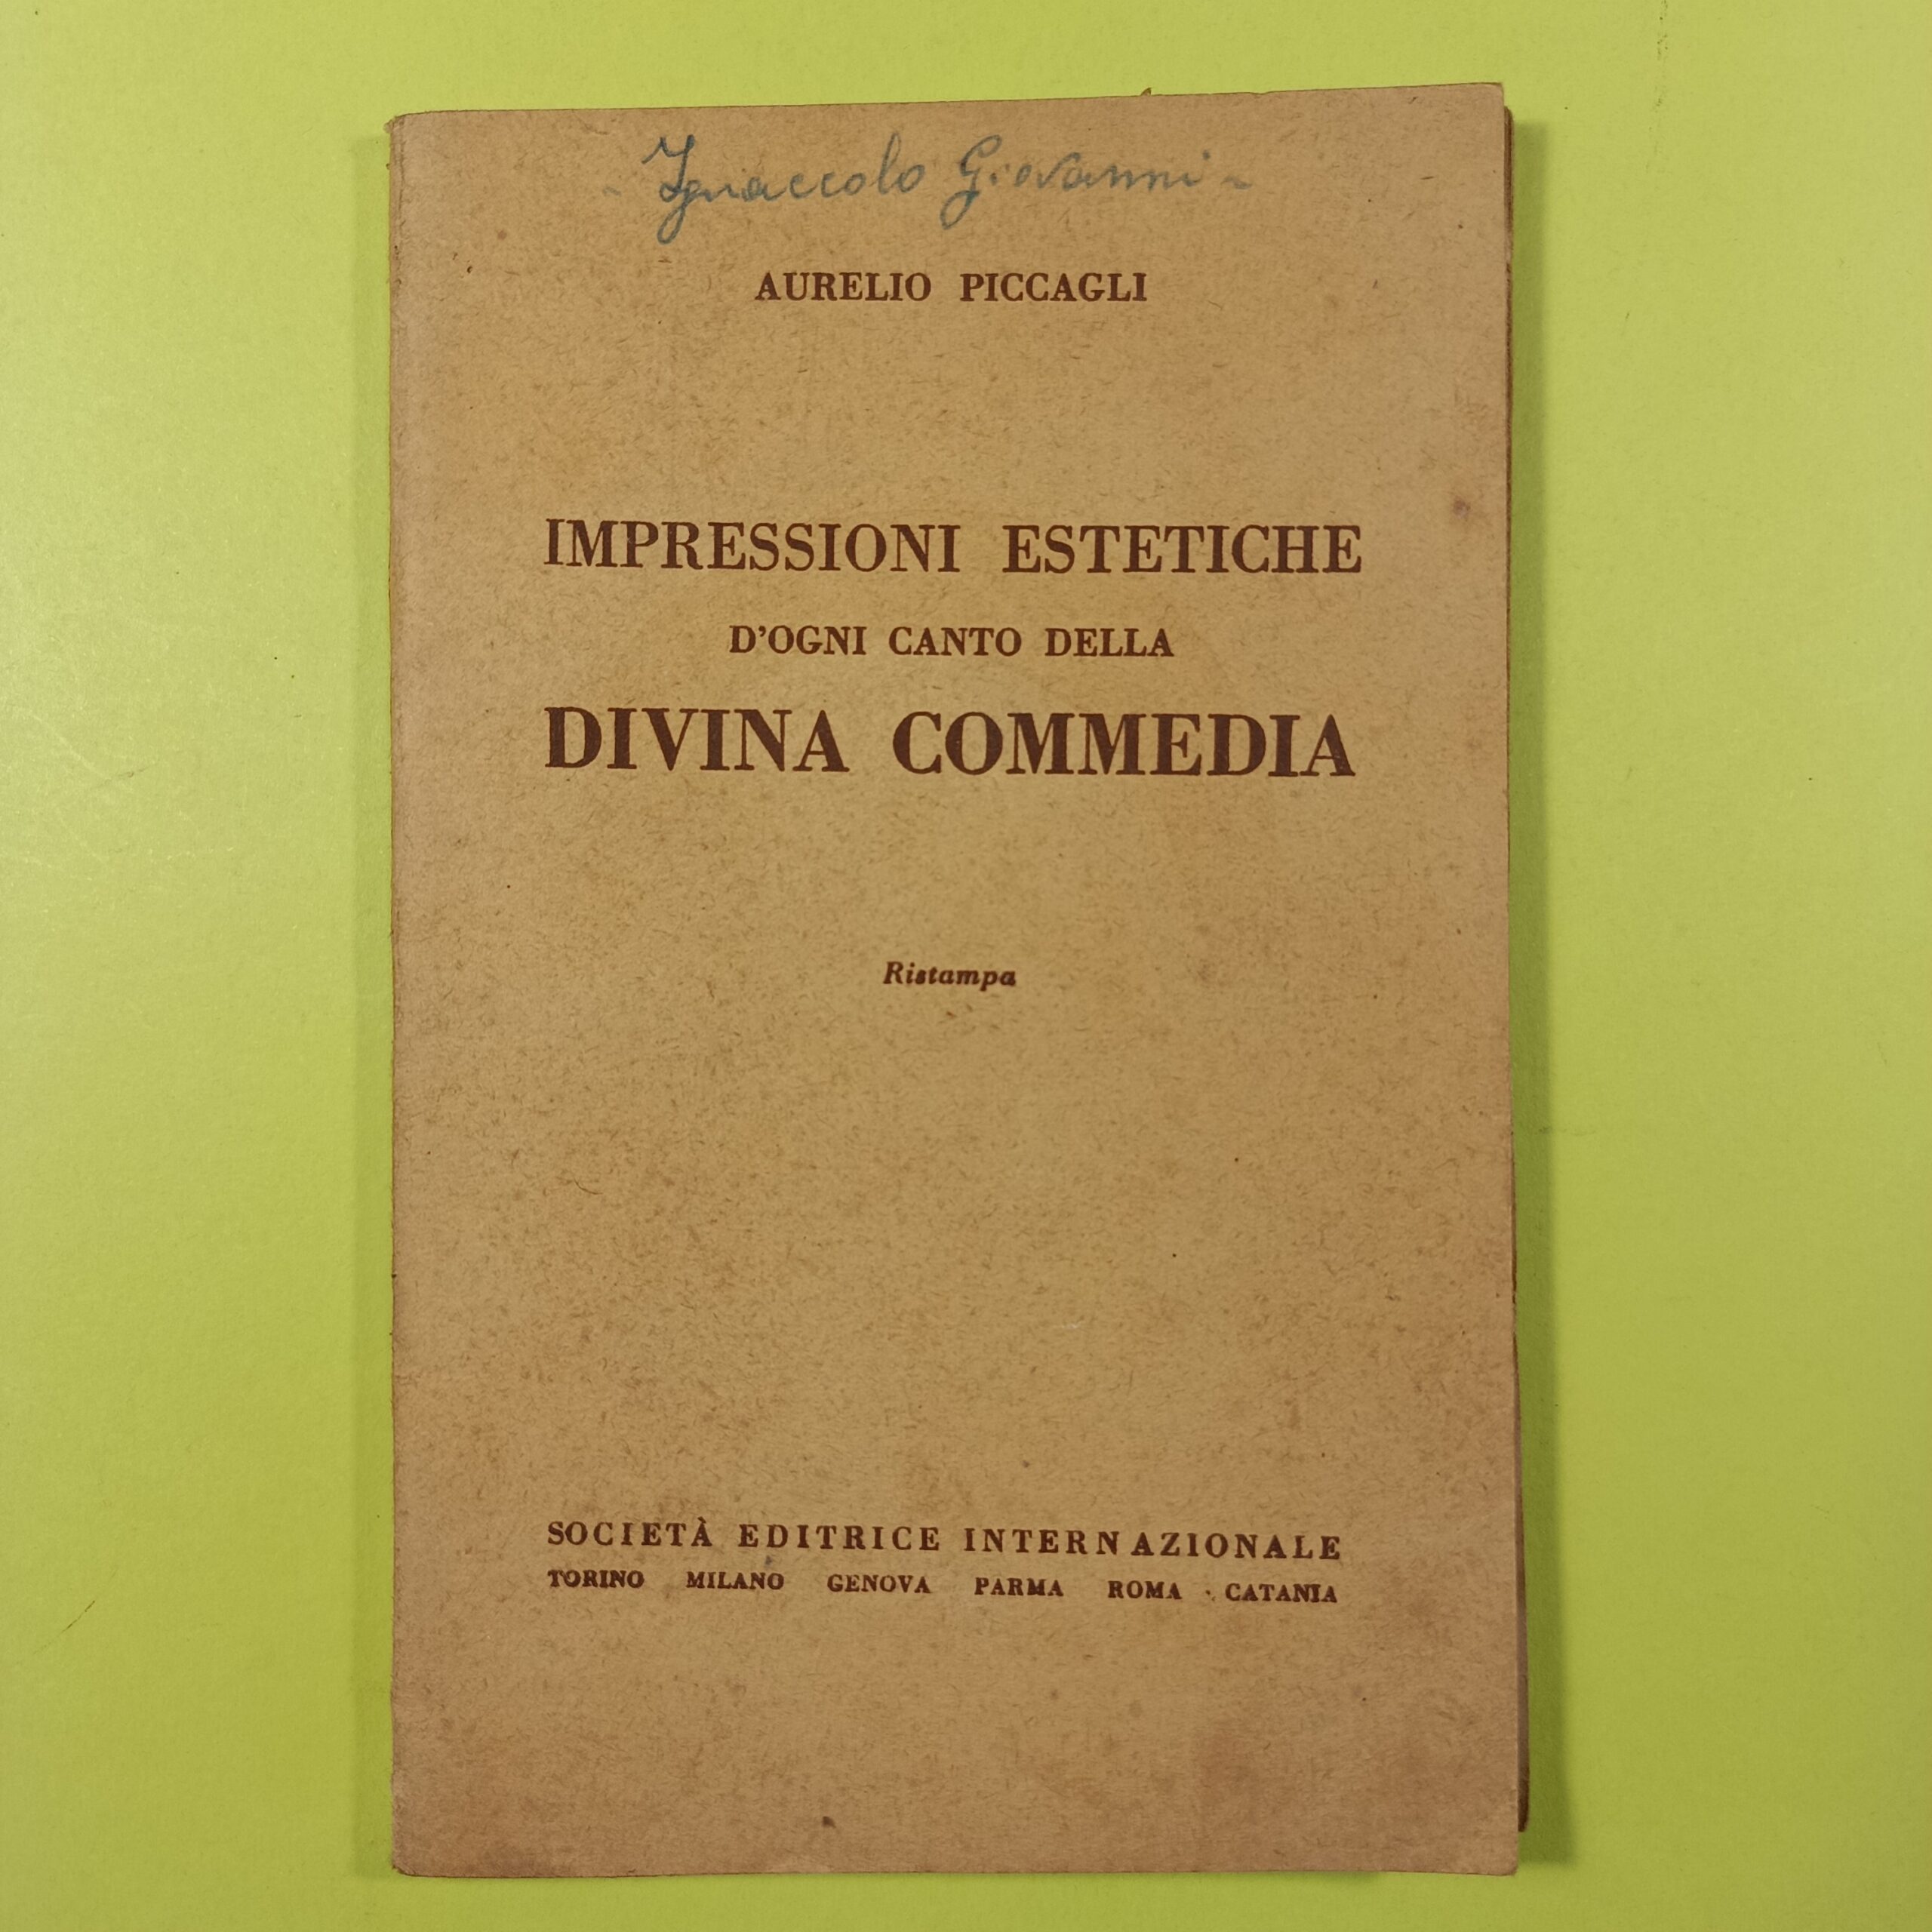 - Ignaccolo Giovanni -
AURELIO PICCAGLI
IMPRESSIONI ESTETICHE
D'OGNI CANTO DELLA
DIVINA COMMEDIA
Ristampa
SOCIETÀ EDITRICE INTERNAZIONALE
TORINO MILANO GENOVA PARMA ROMA CATANIA